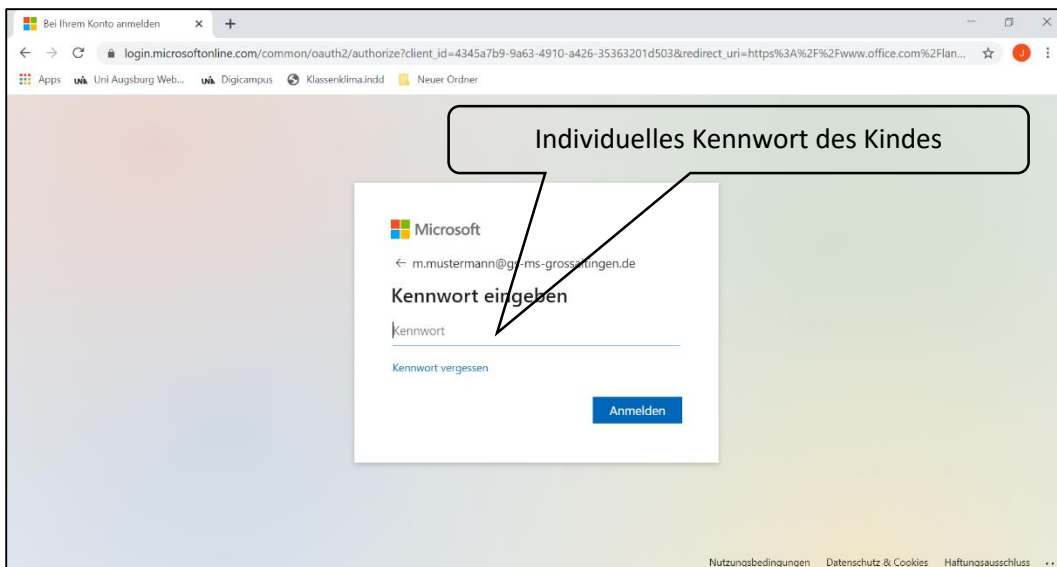 Bei Ihrem Konto anmelden
login.microsoftonline.com/common/oauth2/authorize?client_id=4345a7b9-9a63-4910-a426-35363201d503&redirect_uri=https%3A%2F%2Fwww.office.com%2Flan...
J
Apps Uni Augsburg Web... Digicampus Klassenklima.indd Neuer Ordner
Individuelles Kennwort des Kindes
Microsoft
← m.mustermann@gs-ms-grossaitingen.de
Kennwort eingeben
Kennwort
Kennwort vergessen
Anmelden
Nutzungsbedingungen Datenschutz & Cookies Haftungsausschluss ...